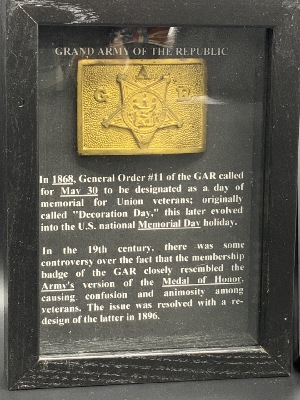 GRAND ARMY OF THE REPUBLIC
G A R
In 1868, General Order #11 of the GAR called
for May 30 to be designated as a day of
memorial for Union veterans; originally
called "Decoration Day," this later evolved
into the U.S. national Memorial Day holiday.
In the 19th century, there was some
controversy over the fact that the membership
badge of the GAR closely resembled the
Army's version of the Medal of Honor,
causing confusion and animosity among
veterans. The issue was resolved with a re-
design of the latter in 1896.